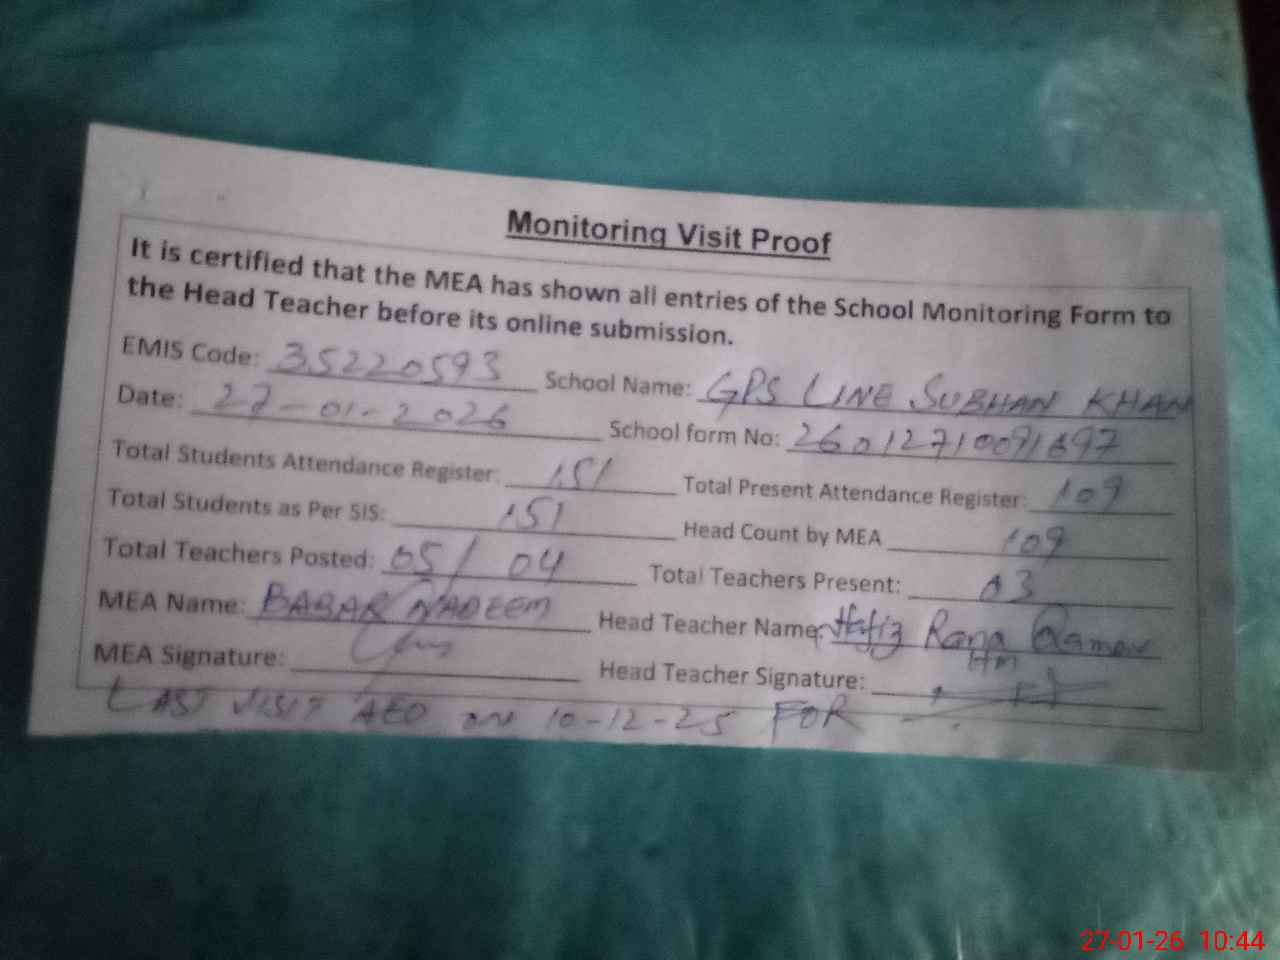 Monitoring Visit Proof
It is certified that the MEA has shown all entries of the School Monitoring Form to
the Head Teacher before its online submission.
EMIS Code: 35220593 School Name: GPS LINE SUBHAN KHAN
Date: 27-01-2026 School form No: 26012710091697
Total Students Attendance Register: 151 Total Present Attendance Register: 109
Total Students as Per SIS: 151 Head Count by MEA 109
Total Teachers Posted: 05/04 Total Teachers Present: 03
MEA Name: BABAR NADEEM Head Teacher Name: Hafiz Rana Qamar
MEA Signature: Head Teacher Signature: HM
LAST VISIT AEO on 10-12-25 FOR
27-01-26 10:44